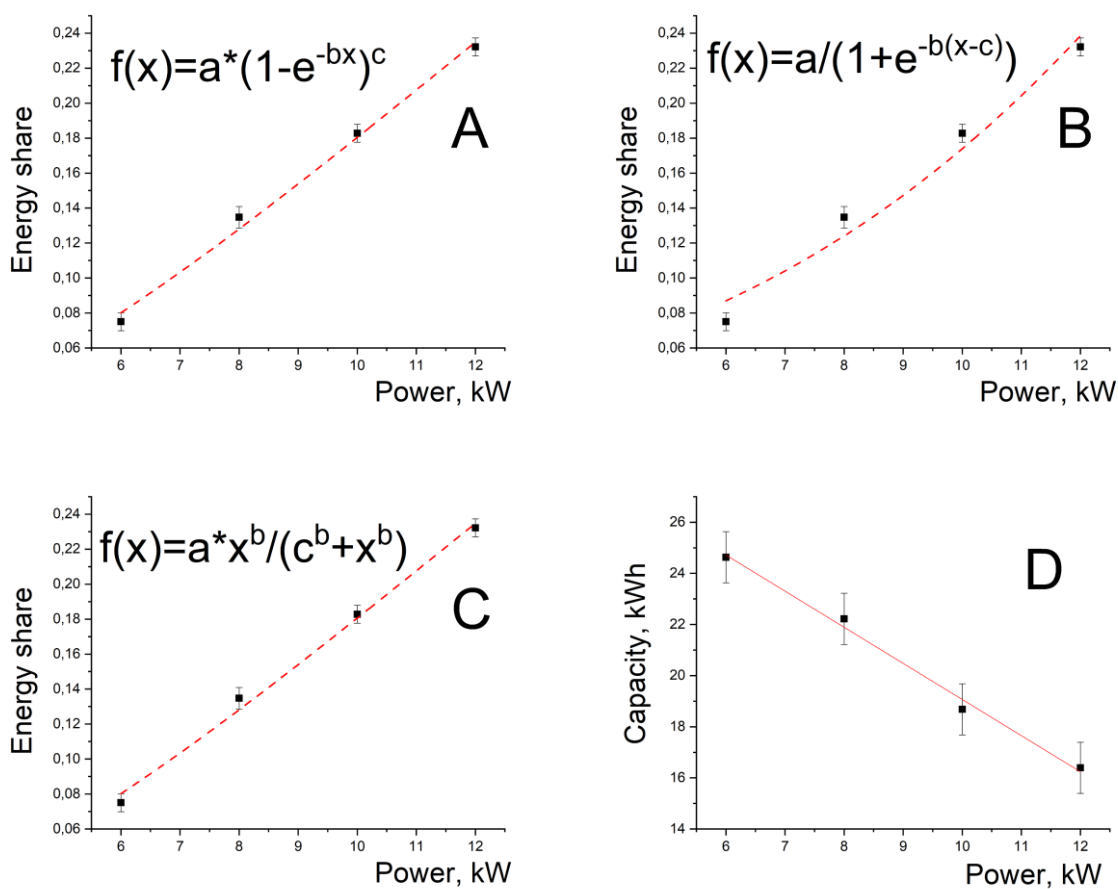 f(x)=a*(1-e^-bx)^c
A
Energy share
0,24
0,22
0,20
0,18
0,16
0,14
0,12
0,10
0,08
0,06
6 7 8 9 10 11 12
Power, kW
f(x)=a/(1+e^-b(x-c))
B
Energy share
0,24
0,22
0,20
0,18
0,16
0,14
0,12
0,10
0,08
0,06
6 7 8 9 10 11 12
Power, kW
f(x)=a*x^b/(c^b+x^b)
C
Energy share
0,24
0,22
0,20
0,18
0,16
0,14
0,12
0,10
0,08
0,06
6 7 8 9 10 11 12
Power, kW
D
Capacity, kWh
26
24
22
20
18
16
14
6 7 8 9 10 11 12
Power, kW